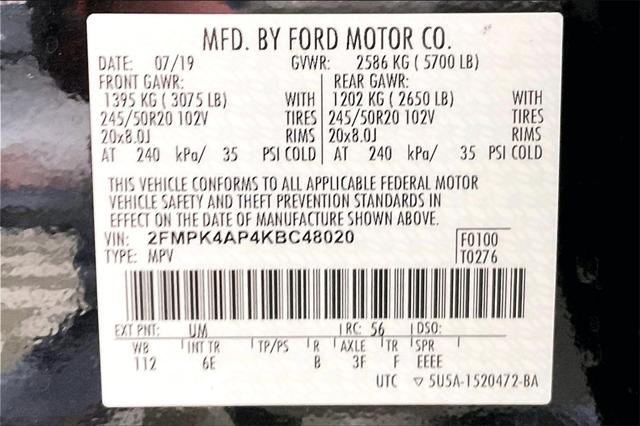 MFD. BY FORD MOTOR CO.
DATE: 07/19 GVWR: 2586 KG ( 5700 LB)
FRONT GAWR: REAR GAWR:
1395 KG ( 3075 LB) WITH 1202 KG ( 2650 LB) WITH
245/50R20 102V TIRES 245/50R20 102V TIRES
20x8.0J RIMS 20x8.0J RIMS
AT 240 kPa/ 35 PSI COLD AT 240 kPa/ 35 PSI COLD
THIS VEHICLE CONFORMS TO ALL APPLICABLE FEDERAL MOTOR
VEHICLE SAFETY AND THEFT PREVENTION STANDARDS IN
EFFECT ON THE DATE OF MANUFACTURE SHOWN ABOVE.
VIN: 2FMPK4AP4KBC48020 F0100
TYPE: MPV T0276
EXT PNT: UM RC: 56 DSO:
WB INT TR TP/PS R AXLE TR SPR
112 6E B 3F F EEEE
UTC ▽ 5U5A-1520472-BA